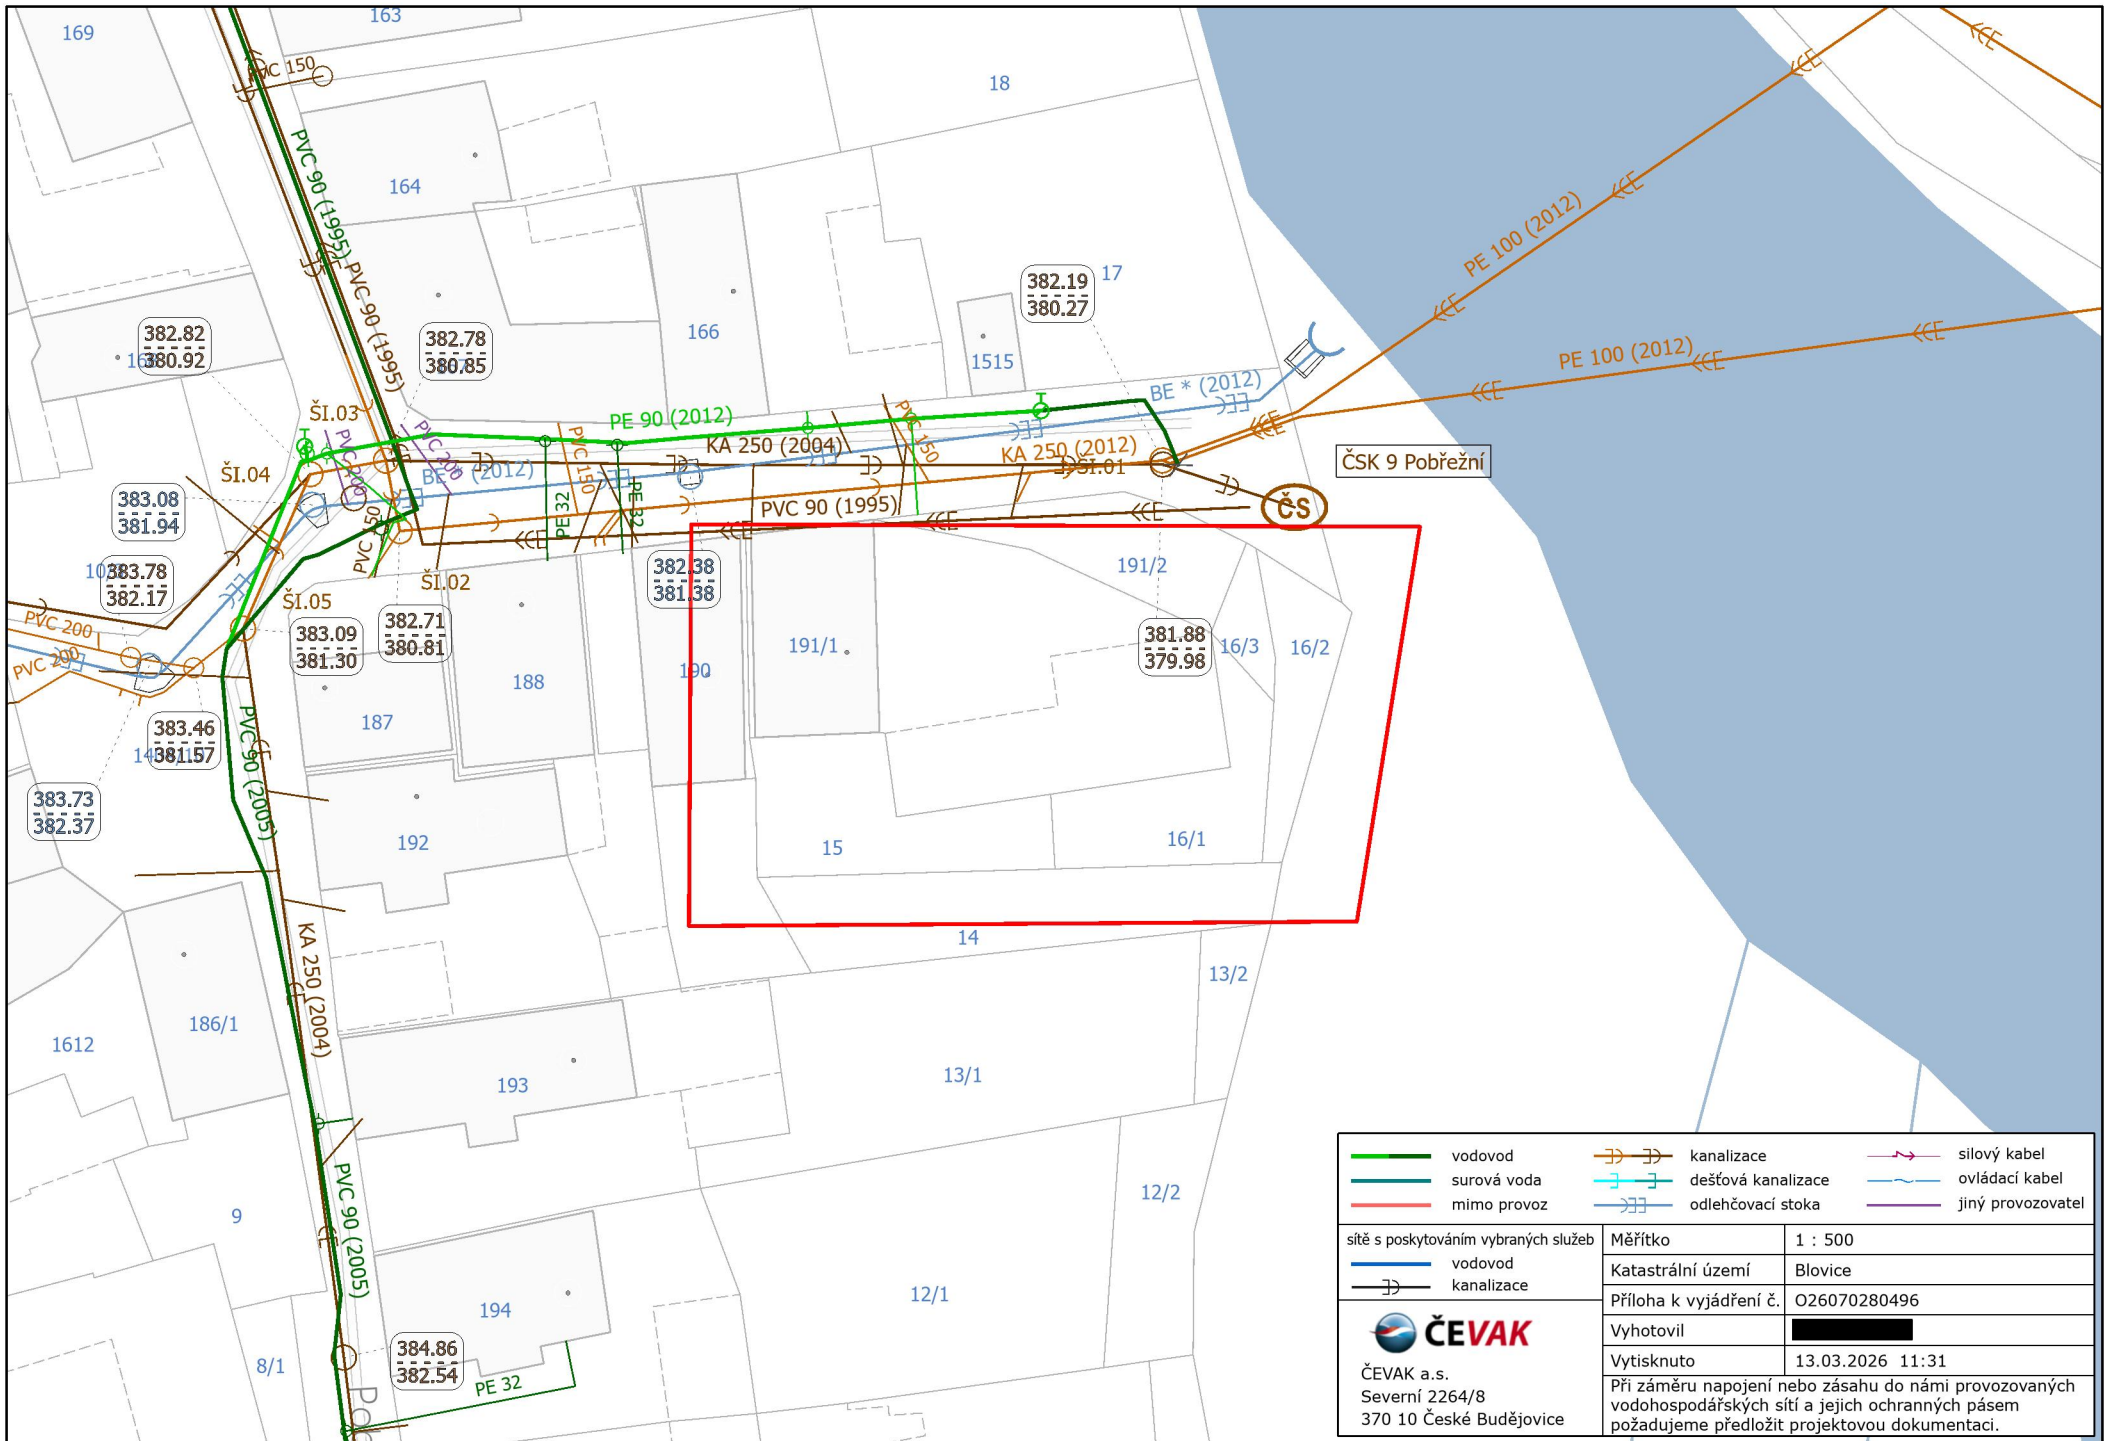 169
163
VC 150
18
PVC 90 (1995)
164
PVC 90 (1995)
166
382.19
380.27
17
1515
382.82
380.92
382.78
380.85
PE 100 (2012)
PE 100 (2012)
BE * (2012)
PE 90 (2012)
KA 250 (2004)
KA 250 (2012)
PVC 150
ŠI.03
PVC 200
PVC 200
BE * (2012)
PVC 150
ŠI.04
ŠI.01
ČSK 9 Pobřežní
ČS
383.08
381.94
PVC 90 (1995)
PE 32
PE 32
PVC 150
383.78
382.17
ŠI.05
ŠI.02
382.38
381.38
191/2
PVC 200
PVC 200
383.09
381.30
382.71
380.81
191/1
381.88
379.98
16/3
16/2
190
188
187
383.46
381.57
PVC 90 (2005)
383.73
382.37
192
15
16/1
KA 250 (2004)
14
13/2
186/1
1612
193
13/1
PVC 90 (2005)
9
12/2
194
12/1
8/1
384.86
382.54
PE 32
vodovod
surová voda
mimo provoz
kanalizace
dešťová kanalizace
odlehčovací stoka
silový kabel
ovládací kabel
jiný provozovatel
sítě s poskytováním vybraných služeb
vodovod
kanalizace
Měřítko 1 : 500
Katastrální území Blovice
Příloha k vyjádření č. O26070280496
Vyhotovil
Vytisknuto 13.03.2026 11:31
ČEVAK
ČEVAK a.s.
Severní 2264/8
370 10 České Budějovice
Při záměru napojení nebo zásahu do námi provozovaných
vodohospodářských sítí a jejich ochranných pásem
požadujeme předložit projektovou dokumentaci.